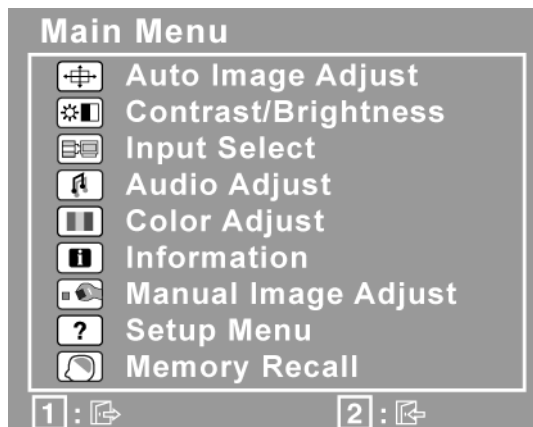 Main Menu
Auto Image Adjust
Contrast/Brightness
Input Select
Audio Adjust
Color Adjust
i Information
Manual Image Adjust
? Setup Menu
Memory Recall
1 : 2 :